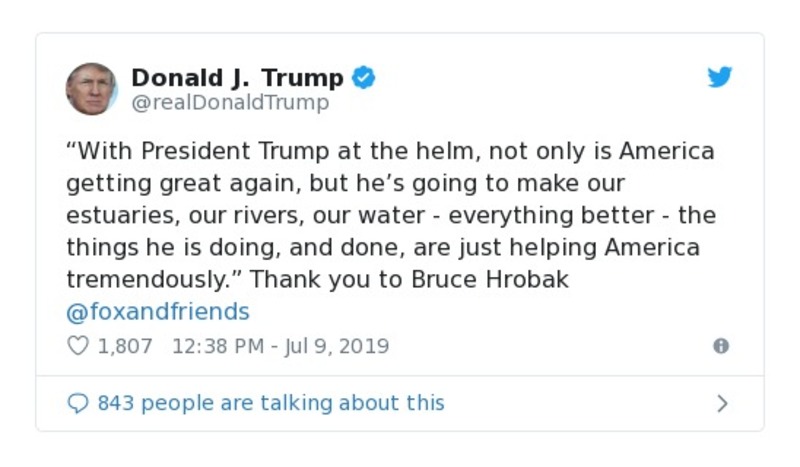 Donald J. Trump
@realDonaldTrump
“With President Trump at the helm, not only is America
getting great again, but he’s going to make our
estuaries, our rivers, our water - everything better - the
things he is doing, and done, are just helping America
tremendously.” Thank you to Bruce Hrobak
@foxandfriends
1,807 12:38 PM - Jul 9, 2019
843 people are talking about this